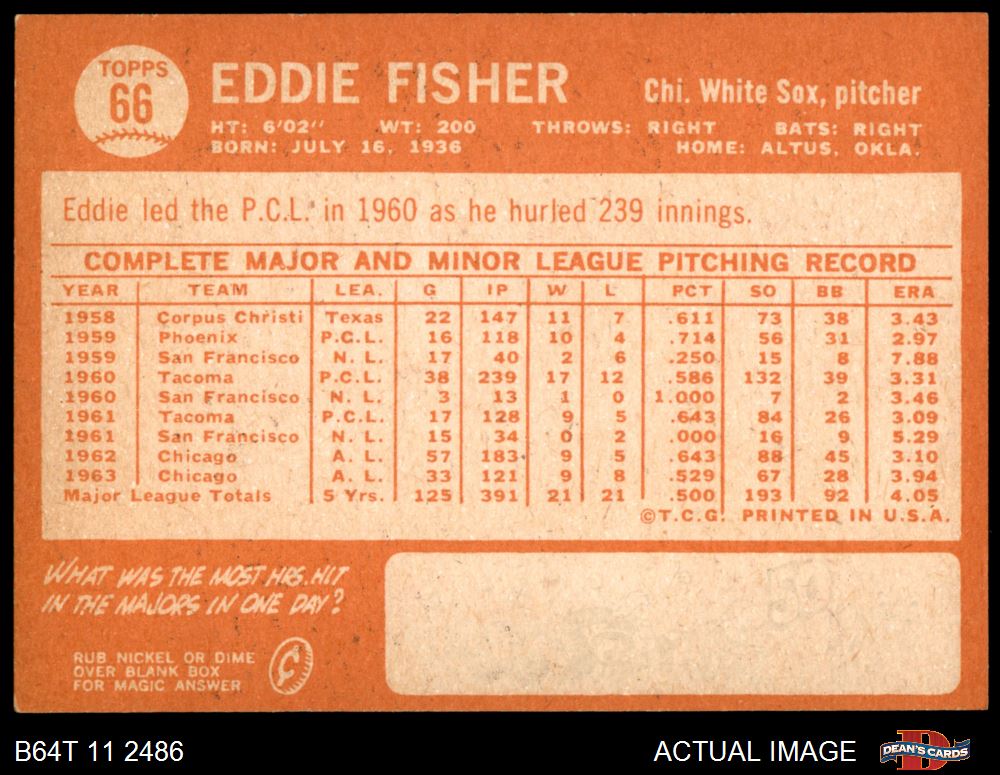 TOPPS
66
EDDIE FISHER
Chi. White Sox, pitcher
HT: 6'02" WT: 200 THROWS: RIGHT BATS: RIGHT
BORN: JULY 16, 1936 HOME: ALTUS, OKLA.
Eddie led the P.C.L. in 1960 as he hurled 239 innings.
COMPLETE MAJOR AND MINOR LEAGUE PITCHING RECORD
YEAR TEAM LEA. G IP W L PCT SO BB ERA
1958 Corpus Christi Texas 22 147 11 7 .611 73 38 3.43
1959 Phoenix P.C.L. 16 118 10 4 .714 56 31 2.97
1959 San Francisco N. L. 17 40 2 6 .250 15 8 7.88
1960 Tacoma P.C.L. 38 239 17 12 .586 132 39 3.31
1960 San Francisco N. L. 3 13 1 0 1.000 7 2 3.46
1961 Tacoma P.C.L. 17 128 9 5 .643 84 26 3.09
1961 San Francisco N. L. 15 34 0 2 .000 16 9 5.29
1962 Chicago A. L. 57 183 9 5 .643 88 45 3.10
1963 Chicago A. L. 33 121 9 8 .529 67 28 3.94
Major League Totals 5 Yrs. 125 391 21 21 .500 193 92 4.05
©T.C.G. PRINTED IN U.S.A.
WHAT WAS THE MOST HRS. HIT
IN THE MAJORS IN ONE DAY?
RUB NICKEL OR DIME
OVER BLANK BOX
FOR MAGIC ANSWER
B64T 11 2486
ACTUAL IMAGE
DEAN'S CARDS